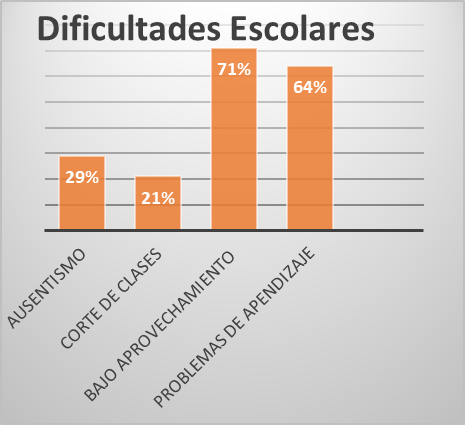 Dificultades Escolares
29%
21%
71%
64%
AUSENTISMO
CORTE DE CLASES
BAJO APROVECHAMIENTO
PROBLEMAS DE APENDIZAJE